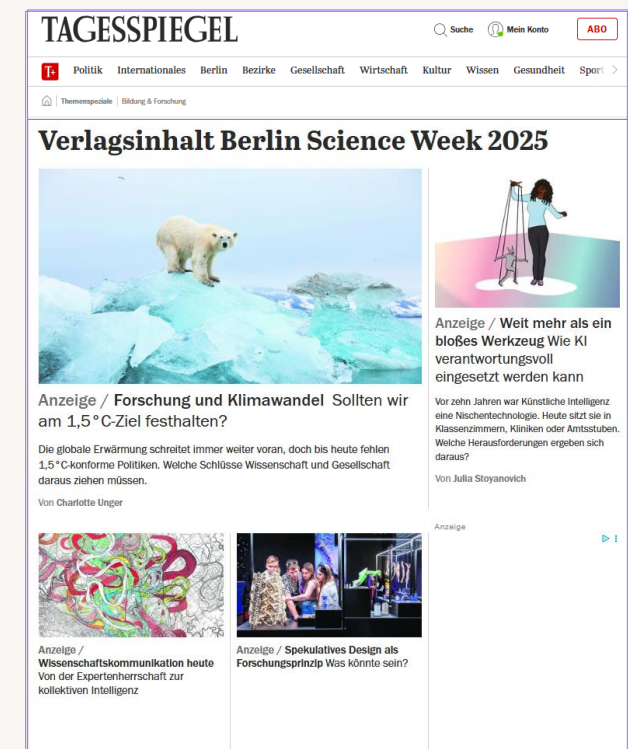 TAGESSPIEGEL
Suche
Mein Konto
ABO
T+
Politik Internationales Berlin Bezirke Gesellschaft Wirtschaft Kultur Wissen Gesundheit Sport
Themenspeziale | Bildung & Forschung
Verlagsinhalt Berlin Science Week 2025
Anzeige / Forschung und Klimawandel Sollten wir
am 1,5°C-Ziel festhalten?
Die globale Erwärmung schreitet immer weiter voran, doch bis heute fehlen
1,5°C-konforme Politiken. Welche Schlüsse Wissenschaft und Gesellschaft
daraus ziehen müssen.
Von Charlotte Unger
Anzeige / Weit mehr als ein
bloßes Werkzeug Wie KI
verantwortungsvoll
eingesetzt werden kann
Vor zehn Jahren war Künstliche Intelligenz
eine Nischentechnologie. Heute sitzt sie in
Klassenzimmern, Kliniken oder Amtsstuben.
Welche Herausforderungen ergeben sich
daraus?
Von Julia Stoyanovich
Anzeige
Anzeige /
Wissenschaftskommunikation heute
Von der Expertenherrschaft zur
kollektiven Intelligenz
Anzeige / Spekulatives Design als
Forschungsprinzip Was könnte sein?